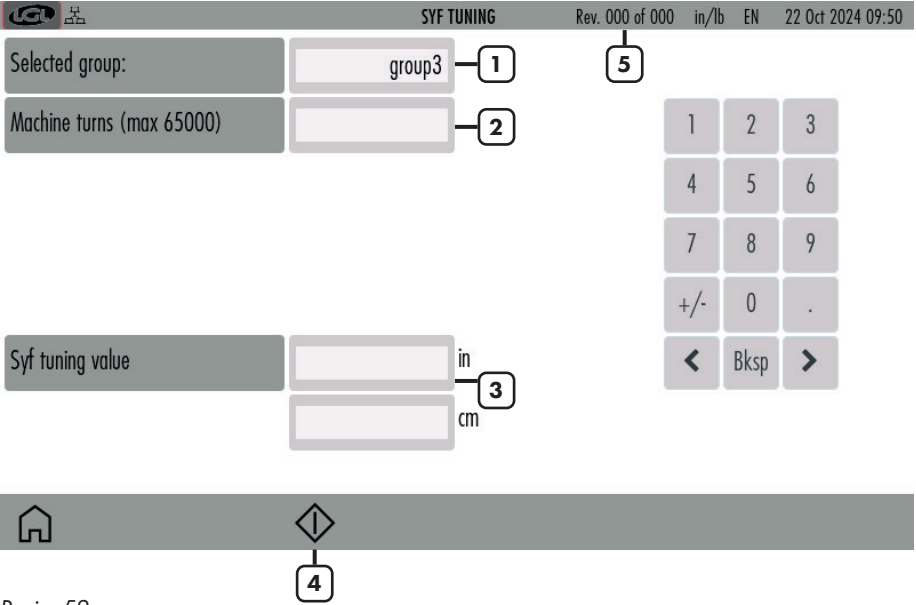 LGL SYF TUNING Rev. 000 of 000 in/lb EN 22 Oct 2024 09:50
Selected group: group3 1 5
Machine turns (max 65000) 2
1 2 3
4 5 6
7 8 9
+/- 0 .
Syf tuning value in
< Bksp >
3
cm
4